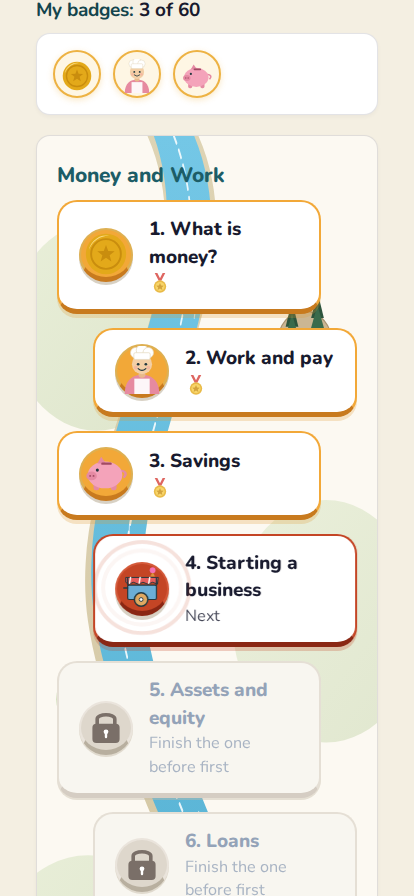 My badges: 3 of 60
Money and Work
1. What is
money?
2. Work and pay
3. Savings
4. Starting a
business
Next
5. Assets and
equity
Finish the one
before first
6. Loans
Finish the one
before first